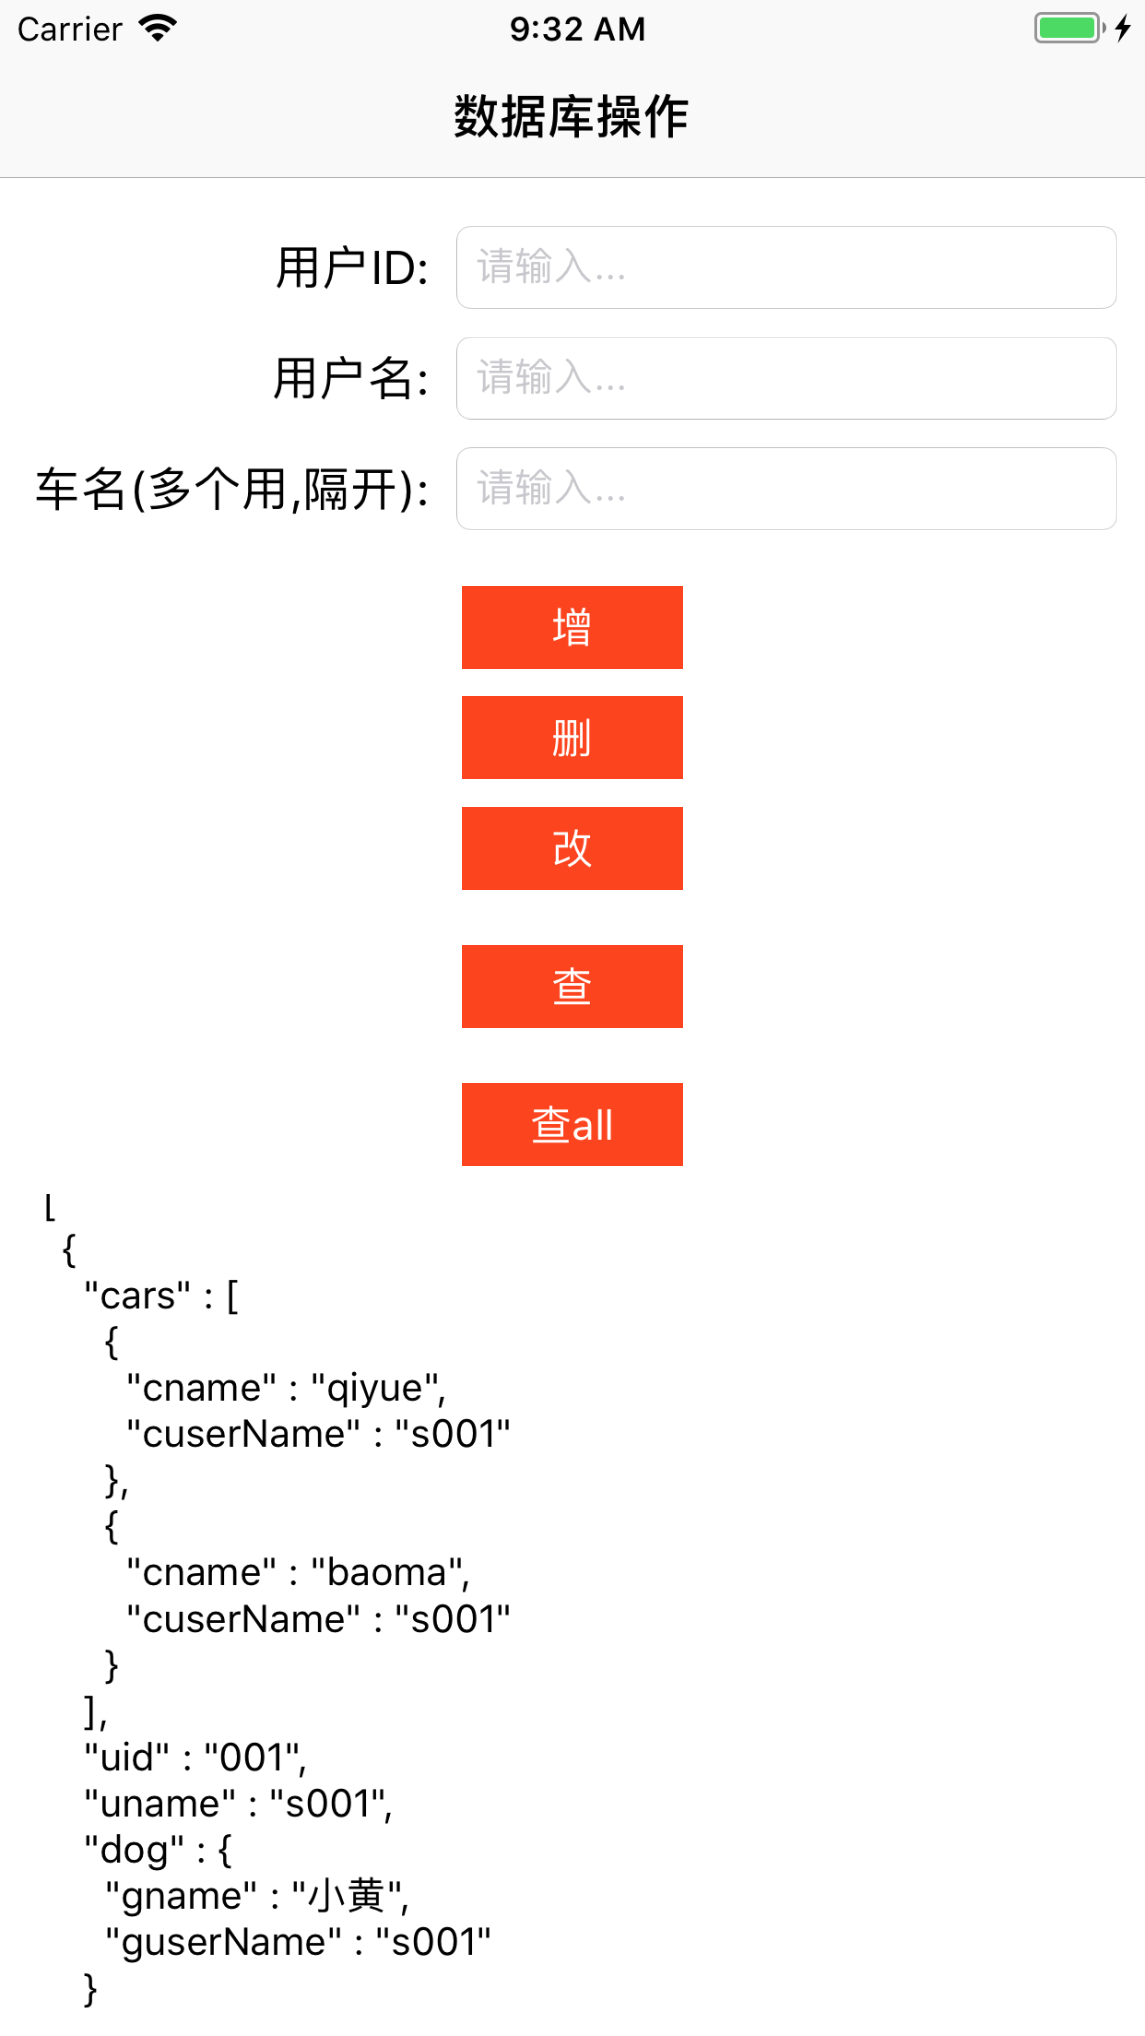 Carrier 9:32 AM
数据库操作
用户ID: 请输入...
用户名: 请输入...
车名(多个用,隔开): 请输入...
增
删
改
查
查all
[
{
"cars" : [
{
"cname" : "qiyue",
"cuserName" : "s001"
},
{
"cname" : "baoma",
"cuserName" : "s001"
}
],
"uid" : "001",
"uname" : "s001",
"dog" : {
"gname" : "小黄",
"guserName" : "s001"
}